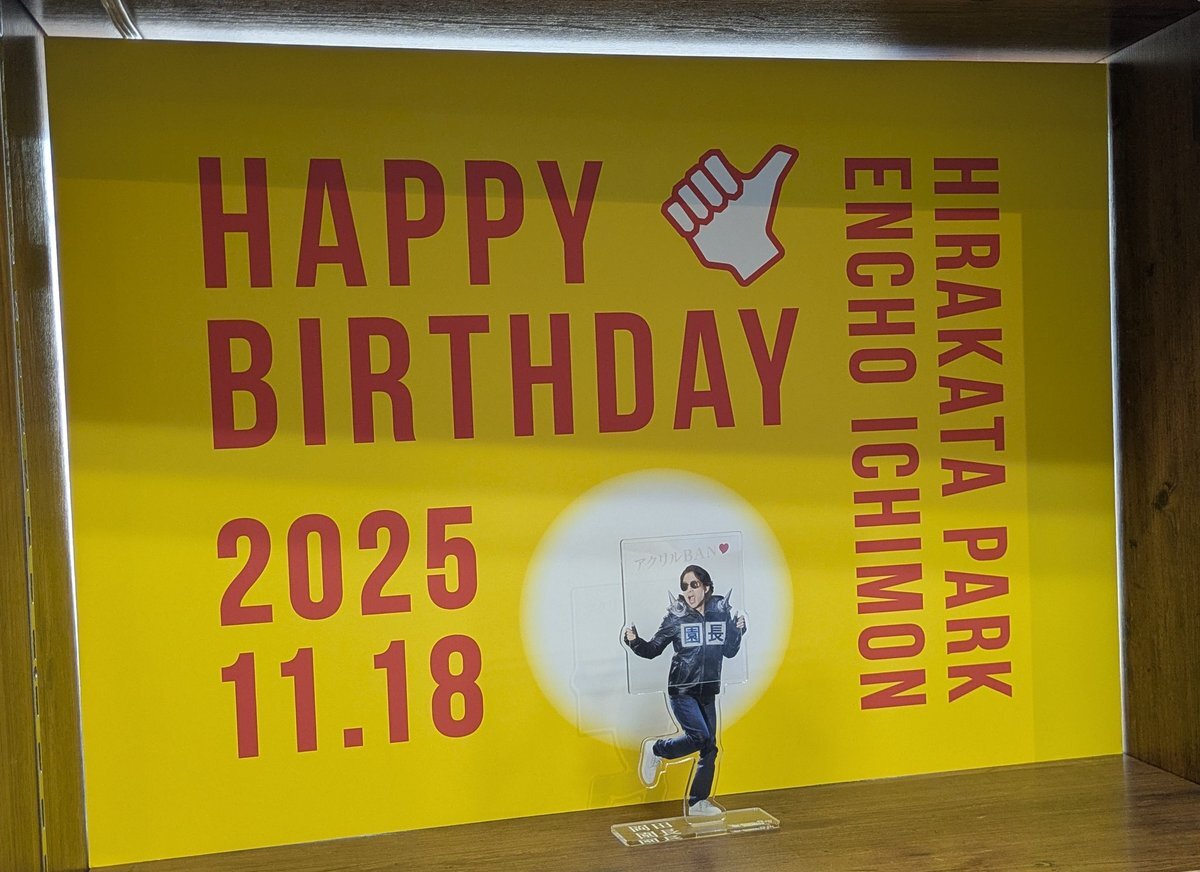 HAPPY
BIRTHDAY
2025
11.18
HIRAKATA PARK
ENCHO ICHIMON
アクリルBAN♥
園長